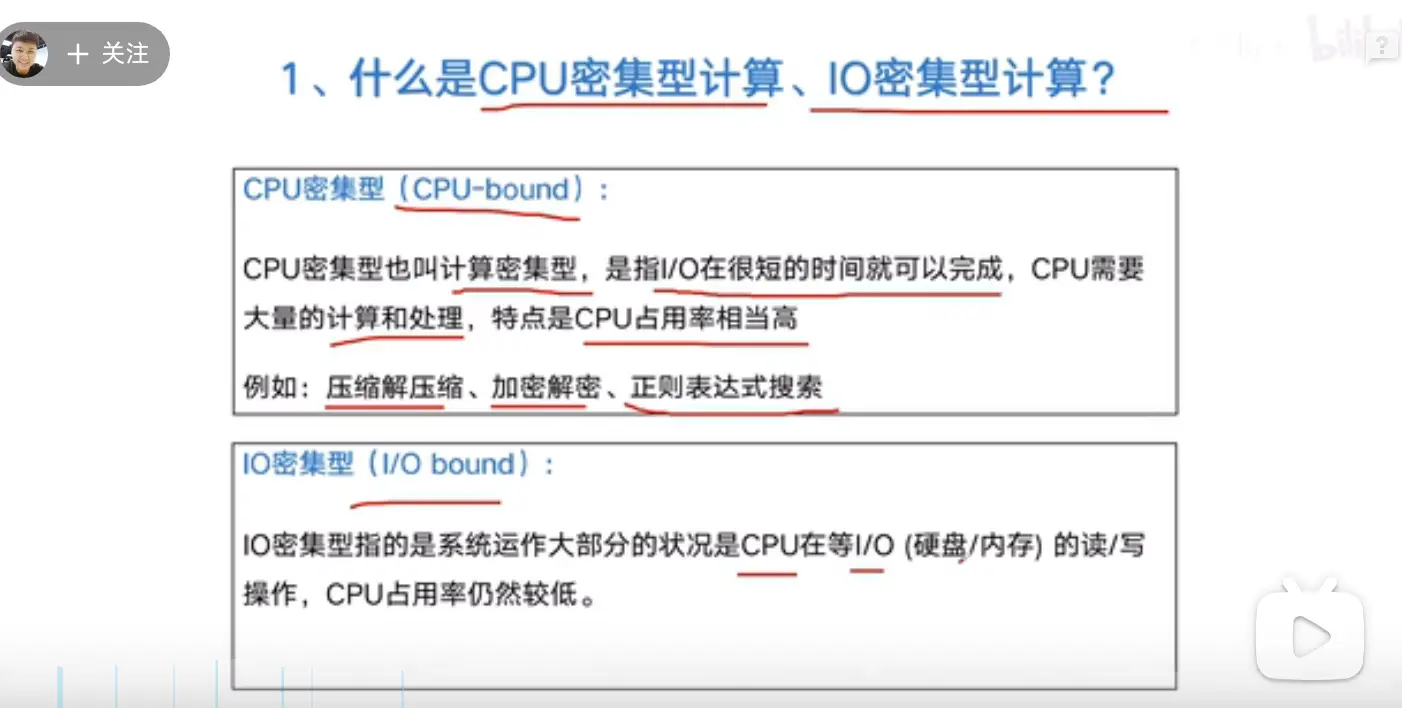 ＋ 关注
bilibili
1、什么是CPU密集型计算、IO密集型计算？
CPU密集型（CPU-bound）：
CPU密集型也叫计算密集型，是指I/O在很短的时间就可以完成，CPU需要
大量的计算和处理，特点是CPU占用率相当高
例如：压缩解压缩、加密解密、正则表达式搜索
IO密集型（I/O bound）：
IO密集型指的是系统运作大部分的状况是CPU在等I/O (硬盘/内存) 的读/写
操作，CPU占用率仍然较低。